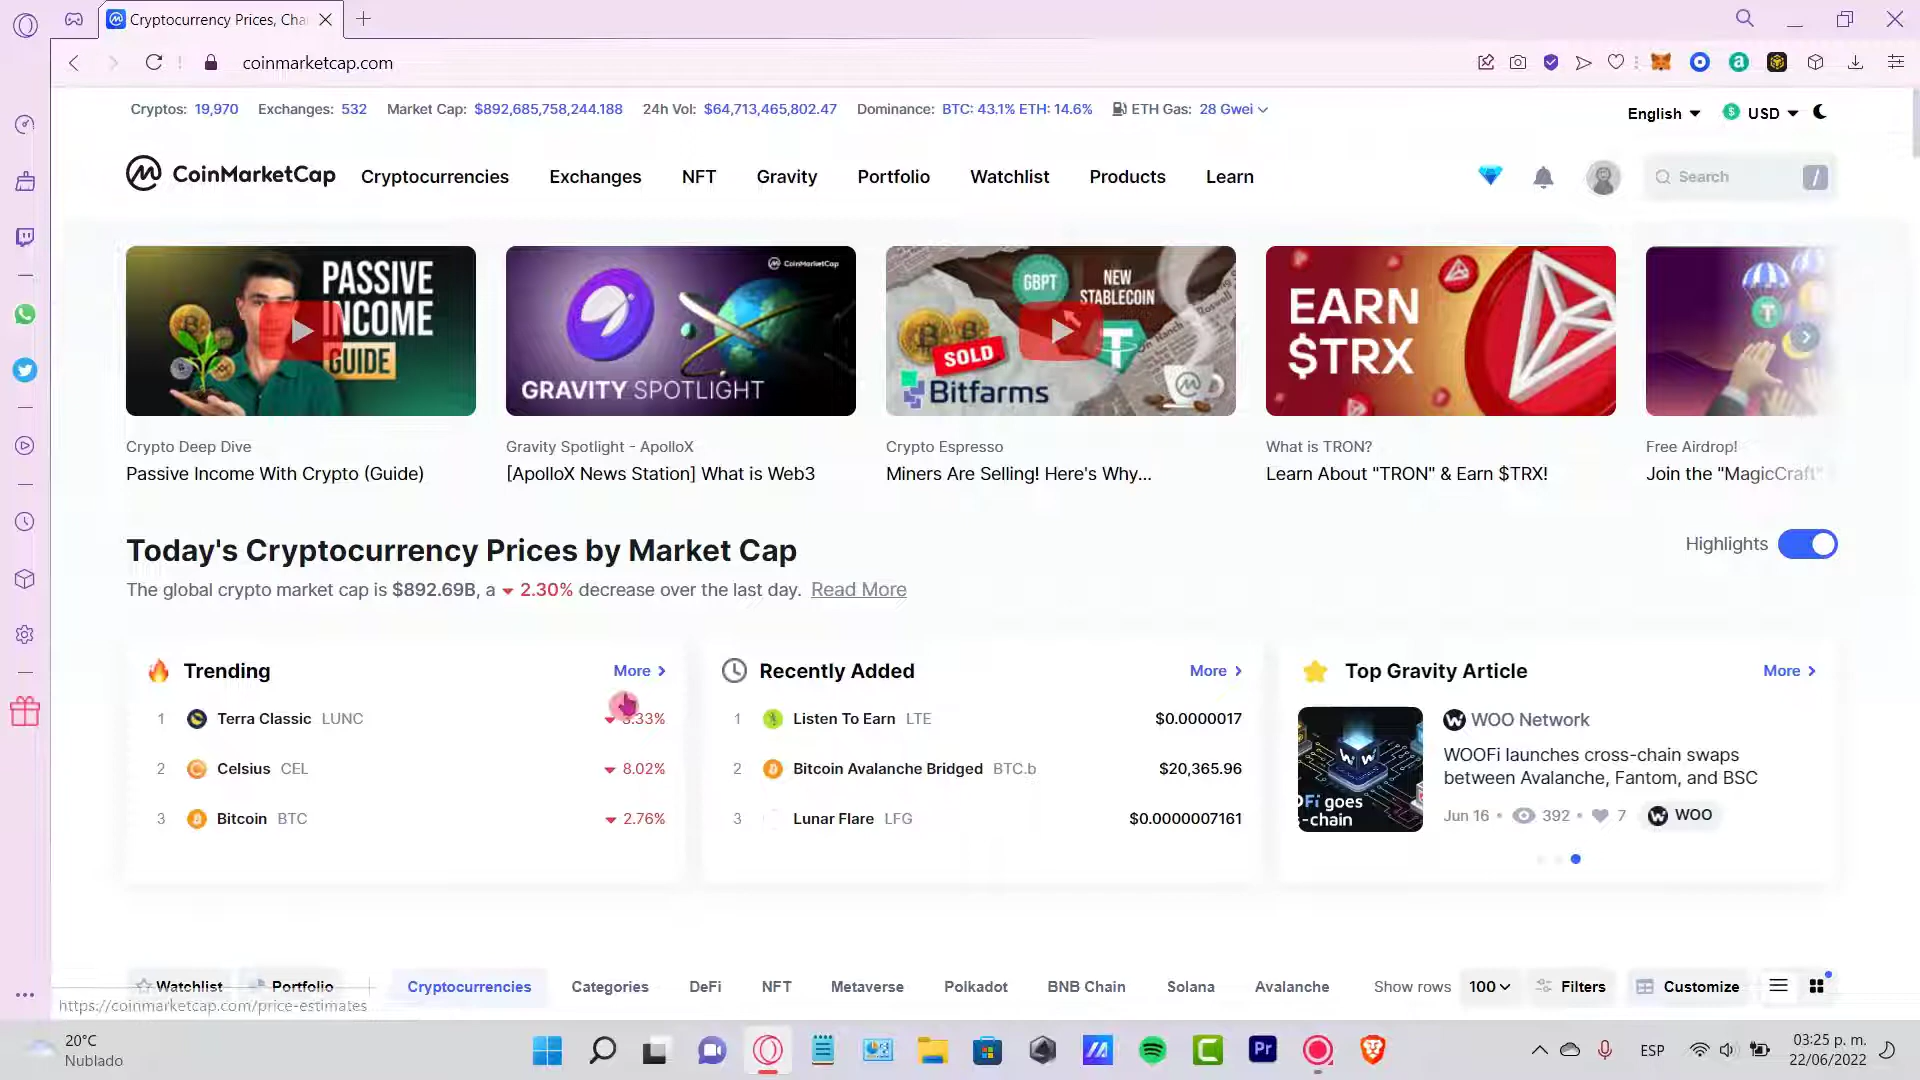 Cryptocurrency Prices, Cha
coinmarketcap.com
Cryptos: 19,970 Exchanges: 532 Market Cap: $892,685,758,244.188 24h Vol: $64,713,465,802.47 Dominance: BTC: 43.1% ETH: 14.6% ETH Gas: 28 Gwei
English USD
CoinMarketCap Cryptocurrencies Exchanges NFT Gravity Portfolio Watchlist Products Learn Search /
PASSIVE
INCOME
GUIDE
CoinMarketCap
GRAVITY SPOTLIGHT
GBPT
NEW
STABLECOIN
SOLD
Bitfarms
EARN
$TRX
Crypto Deep Dive
Passive Income With Crypto (Guide)
Gravity Spotlight - ApolloX
[ApolloX News Station] What is Web3
Crypto Espresso
Miners Are Selling! Here's Why...
What is TRON?
Learn About "TRON" & Earn $TRX!
Free Airdrop!
Join the "MagicCraft"
Today's Cryptocurrency Prices by Market Cap
Highlights
The global crypto market cap is $892.69B, a 2.30% decrease over the last day. Read More
Trending More
1 Terra Classic LUNC
2 Celsius CEL 8.02%
3 Bitcoin BTC 2.76%
Recently Added More
1 Listen To Earn LTE $0.0000017
2 Bitcoin Avalanche Bridged BTC.b $20,365.96
3 Lunar Flare LFG $0.0000007161
Top Gravity Article More
Fi goes
-chain
WOO Network
WOOFi launches cross-chain swaps
between Avalanche, Fantom, and BSC
Jun 16 • 392 • 7 WOO
Watchlist Portfolio Cryptocurrencies Categories DeFi NFT Metaverse Polkadot BNB Chain Solana Avalanche Show rows 100 Filters Customize
https://coinmarketcap.com/price-estimates
20°C
Nublado
Pr
ESP
03:25 p. m.
22/06/2022